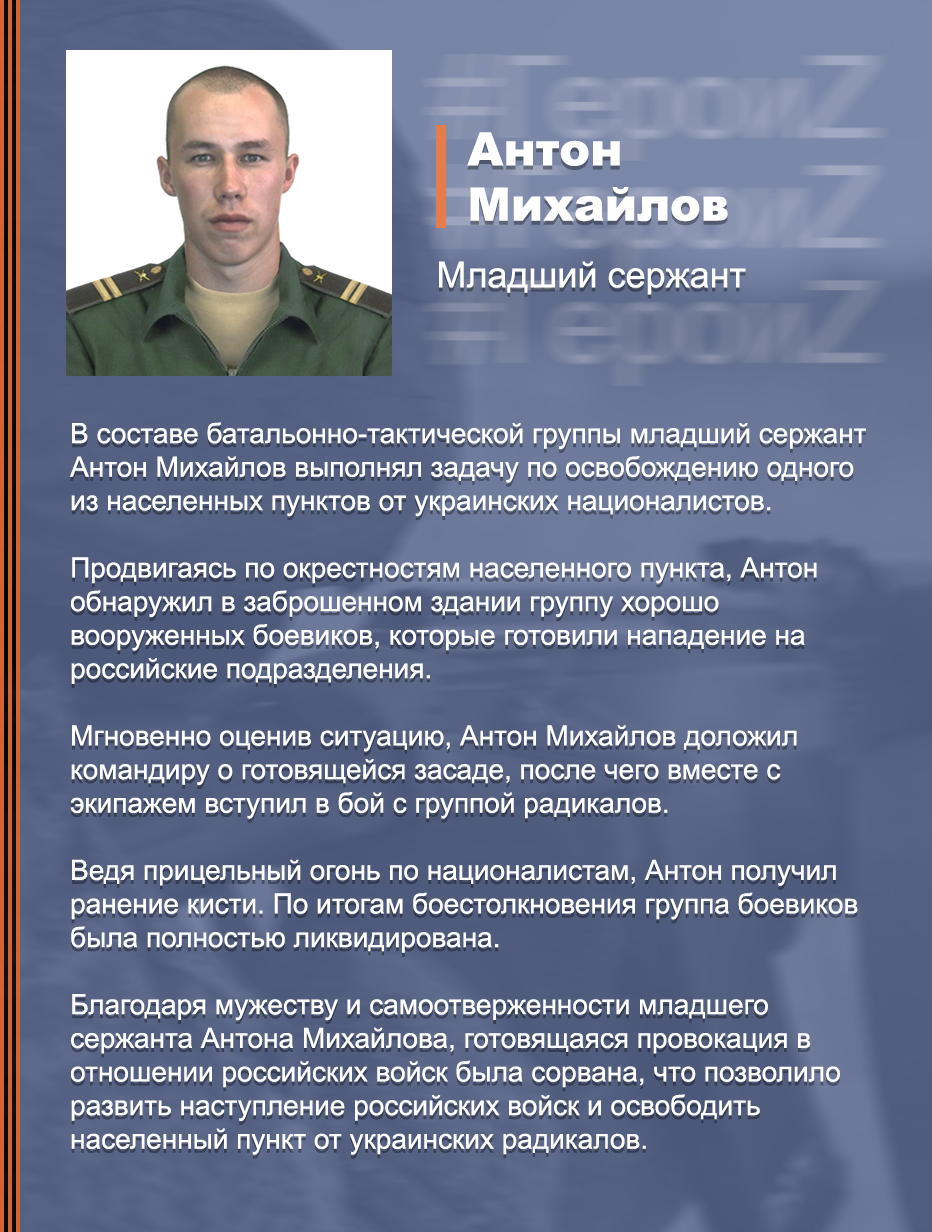 #ГероиZ
Антон
Михайлов
#ГероиZ
Младший сержант
#ГероиZ
В составе батальонно-тактической группы младший сержант
Антон Михайлов выполнял задачу по освобождению одного
из населенных пунктов от украинских националистов.
Продвигаясь по окрестностям населенного пункта, Антон
обнаружил в заброшенном здании группу хорошо
вооруженных боевиков, которые готовили нападение на
российские подразделения.
Мгновенно оценив ситуацию, Антон Михайлов доложил
командиру о готовящейся засаде, после чего вместе с
экипажем вступил в бой с группой радикалов.
Ведя прицельный огонь по националистам, Антон получил
ранение кисти. По итогам боестолкновения группа боевиков
была полностью ликвидирована.
Благодаря мужеству и самоотверженности младшего
сержанта Антона Михайлова, готовящаяся провокация в
отношении российских войск была сорвана, что позволило
развить наступление российских войск и освободить
населенный пункт от украинских радикалов.